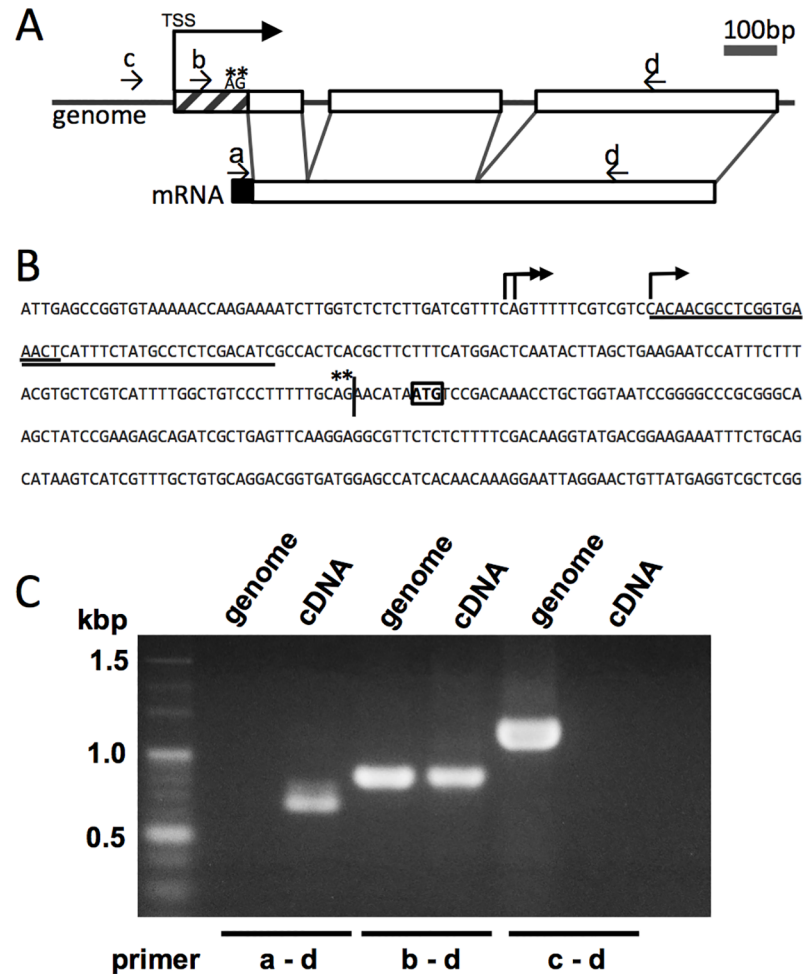 A
TSS
100bp
c
b
**
AG
d
genome
a
d
mRNA
B
ATTGAGCCGGTGTAAAAACCAAGAAAATCTTGGTCTCTCTTGATCGTTTCAGTTTTTCGTCGTCCACAACGCCTCGGTGA
AACTCATTTCTATGCCTCTCGACATCGCCACTCACGCTTCTTTCATGGACTCAATACTTAGCTGAAGAATCCATTTCTTT
**
ACGTGCTCGTCATTTTGGCTGTCCCTTTTTGCAGAACATAATGTCCGACAAACCTGCTGGTAATCCGGGGCCCGCGGGCA
AGCTATCCGAAGAGCAGATCGCTGAGTTCAAGGAGGCGTTCTCTCTTTTCGACAAGGTATGACGGAAGAAATTTCTGCAG
CATAAGTCATCGTTTGCTGTGCAGGACGGTGATGGAGCCATCACAACAAAGGAATTAGGAACTGTTATGAGGTCGCTCGG
C
genome
cDNA
genome
cDNA
genome
cDNA
kbp
1.5
1.0
0.5
primer
a - d
b - d
c - d